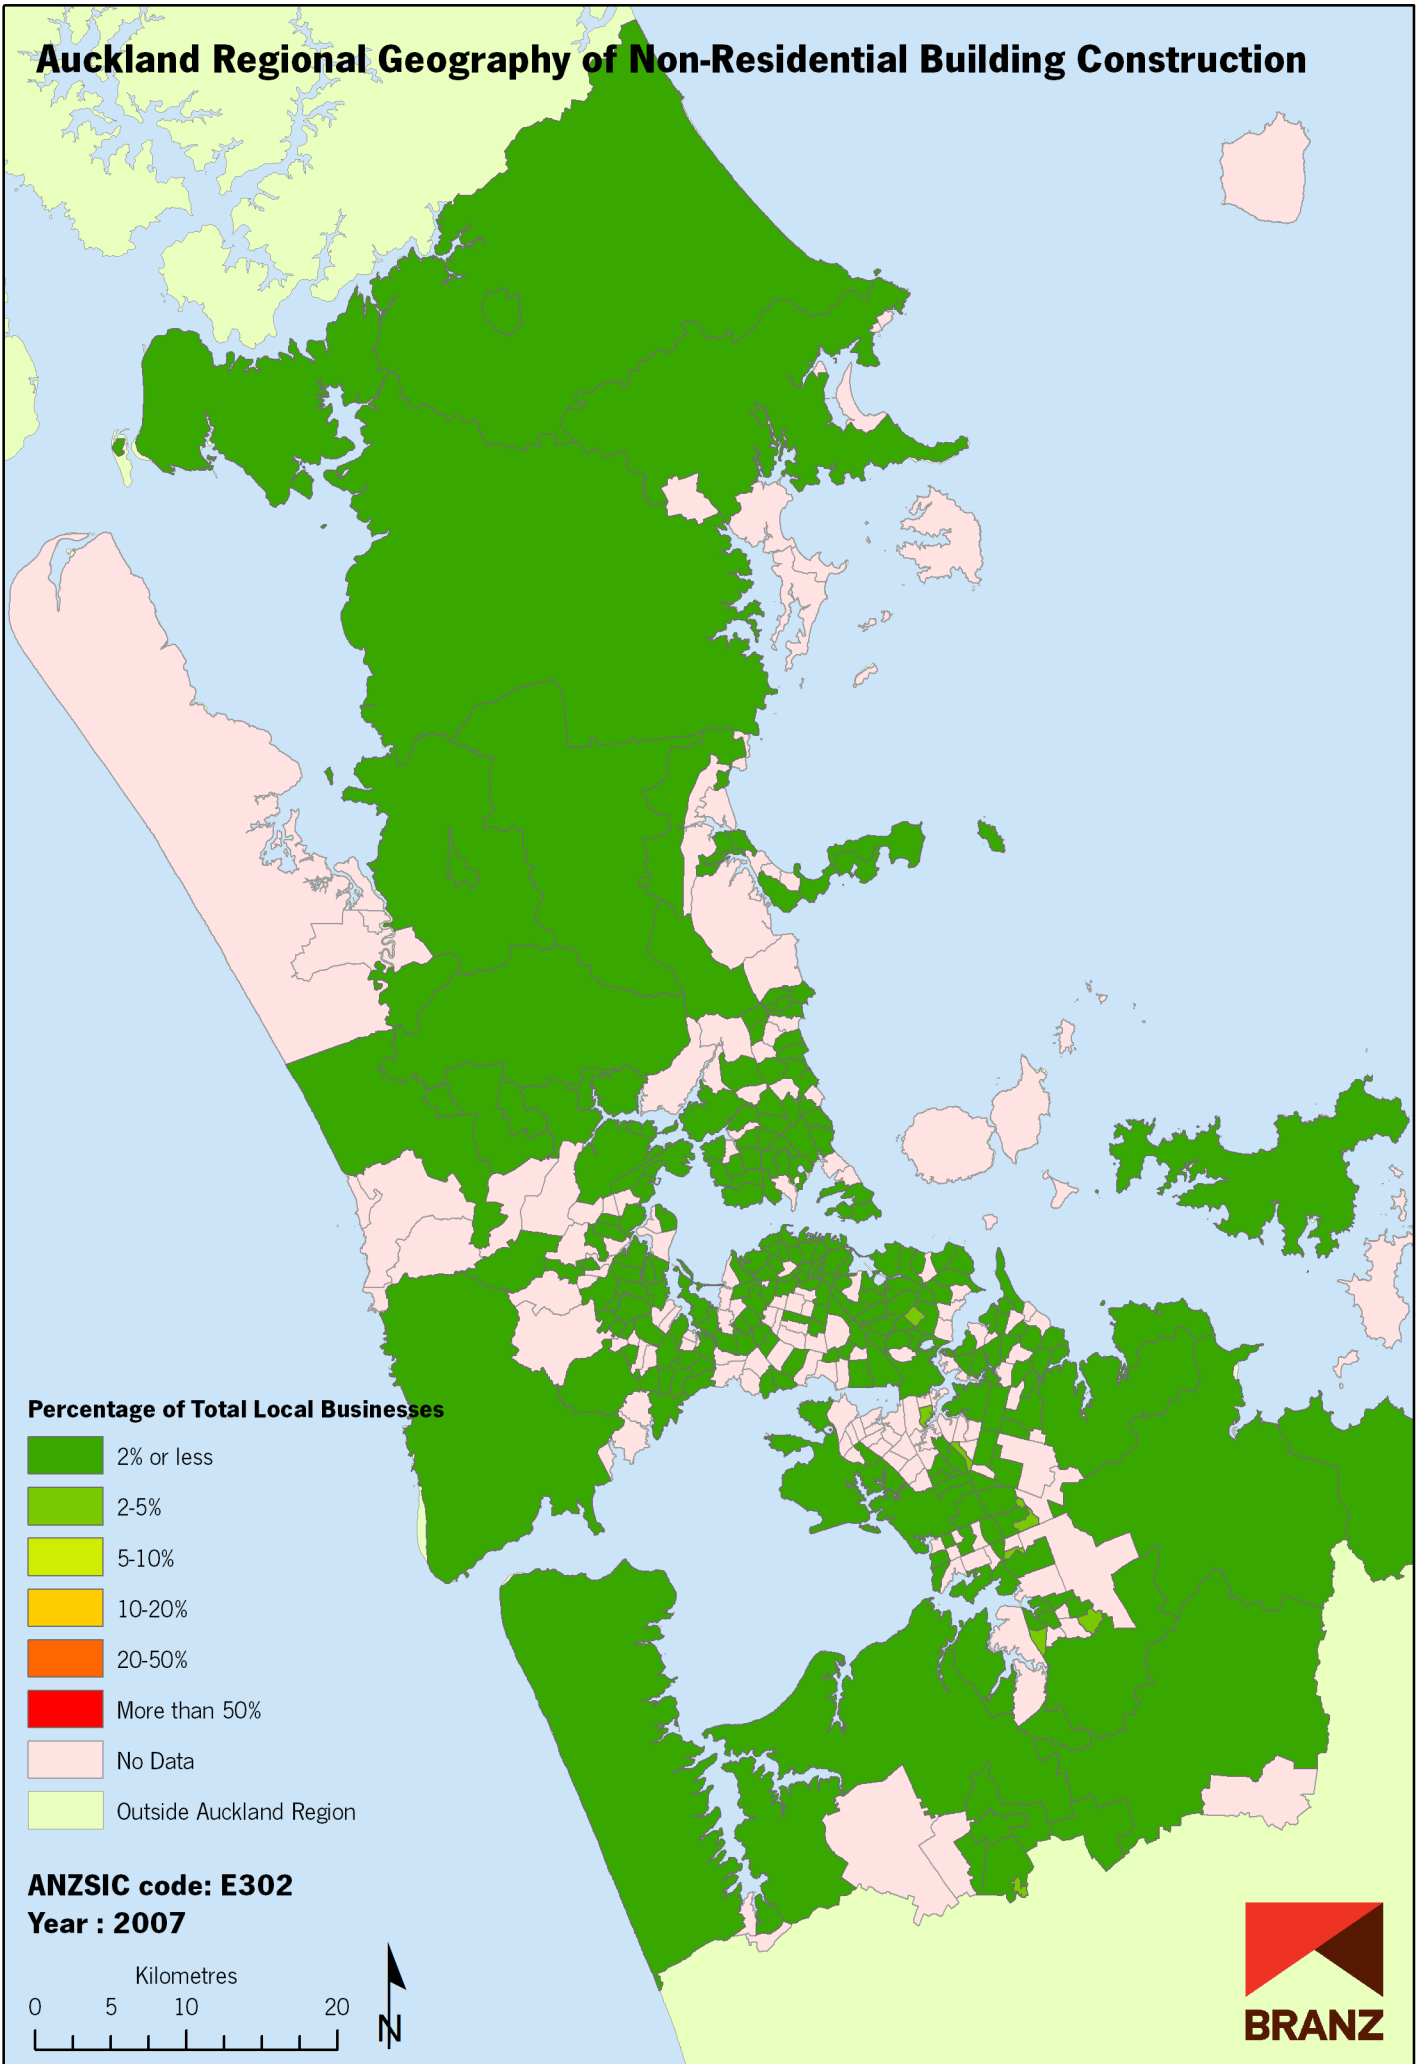 Auckland Regional Geography of Non-Residential Building Construction
Percentage of Total Local Businesses
2% or less
2-5%
5-10%
10-20%
20-50%
More than 50%
No Data
Outside Auckland Region
ANZSIC code: E302
Year : 2007
Kilometres
0 5 10 20
N
BRANZ